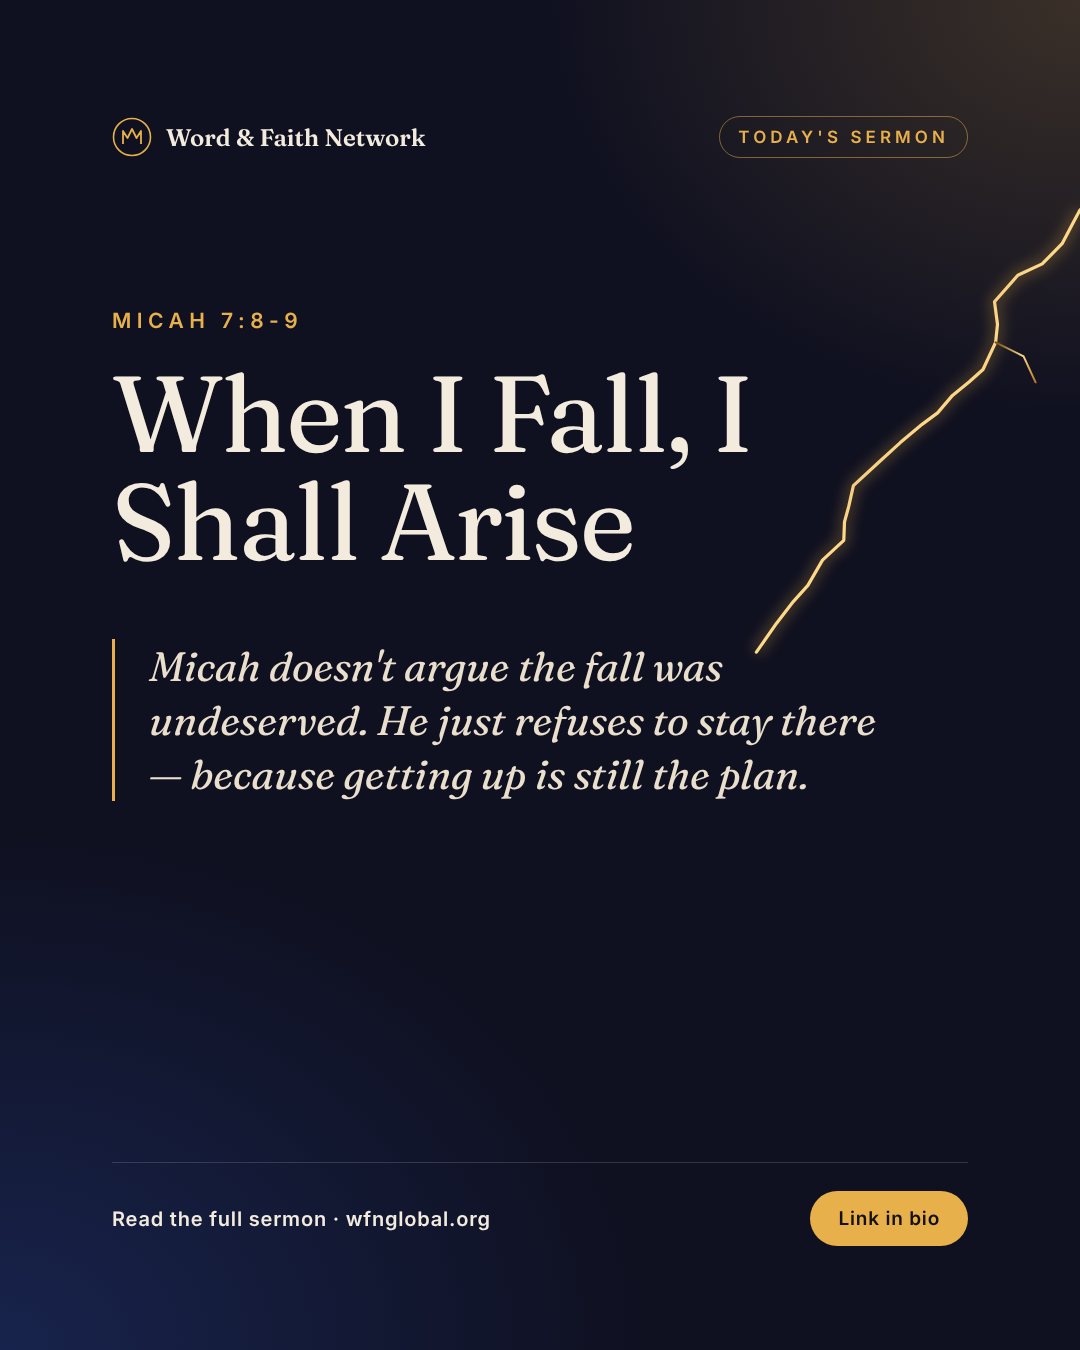 Word & Faith Network
TODAY'S SERMON
MICAH 7:8-9
When I Fall, I
Shall Arise
Micah doesn't argue the fall was
undeserved. He just refuses to stay there
— because getting up is still the plan.
Read the full sermon · wfnglobal.org
Link in bio